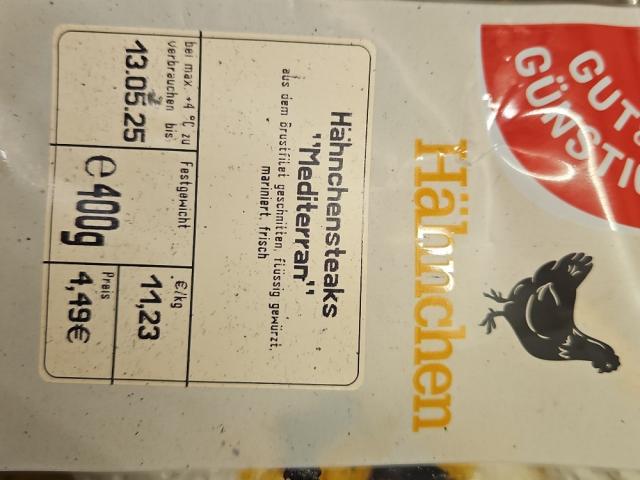 GUT&
GÜNSTIG
Hähnchen
Hähnchensteaks
"Mediterran"
aus dem Brustfilet geschnitten, flüssig gewürzt,
mariniert, frisch
bei max. +4 °C zu
verbrauchen bis:
13.05.25
Festgewicht
℮400g
€/kg
11,23
Preis
4,49€